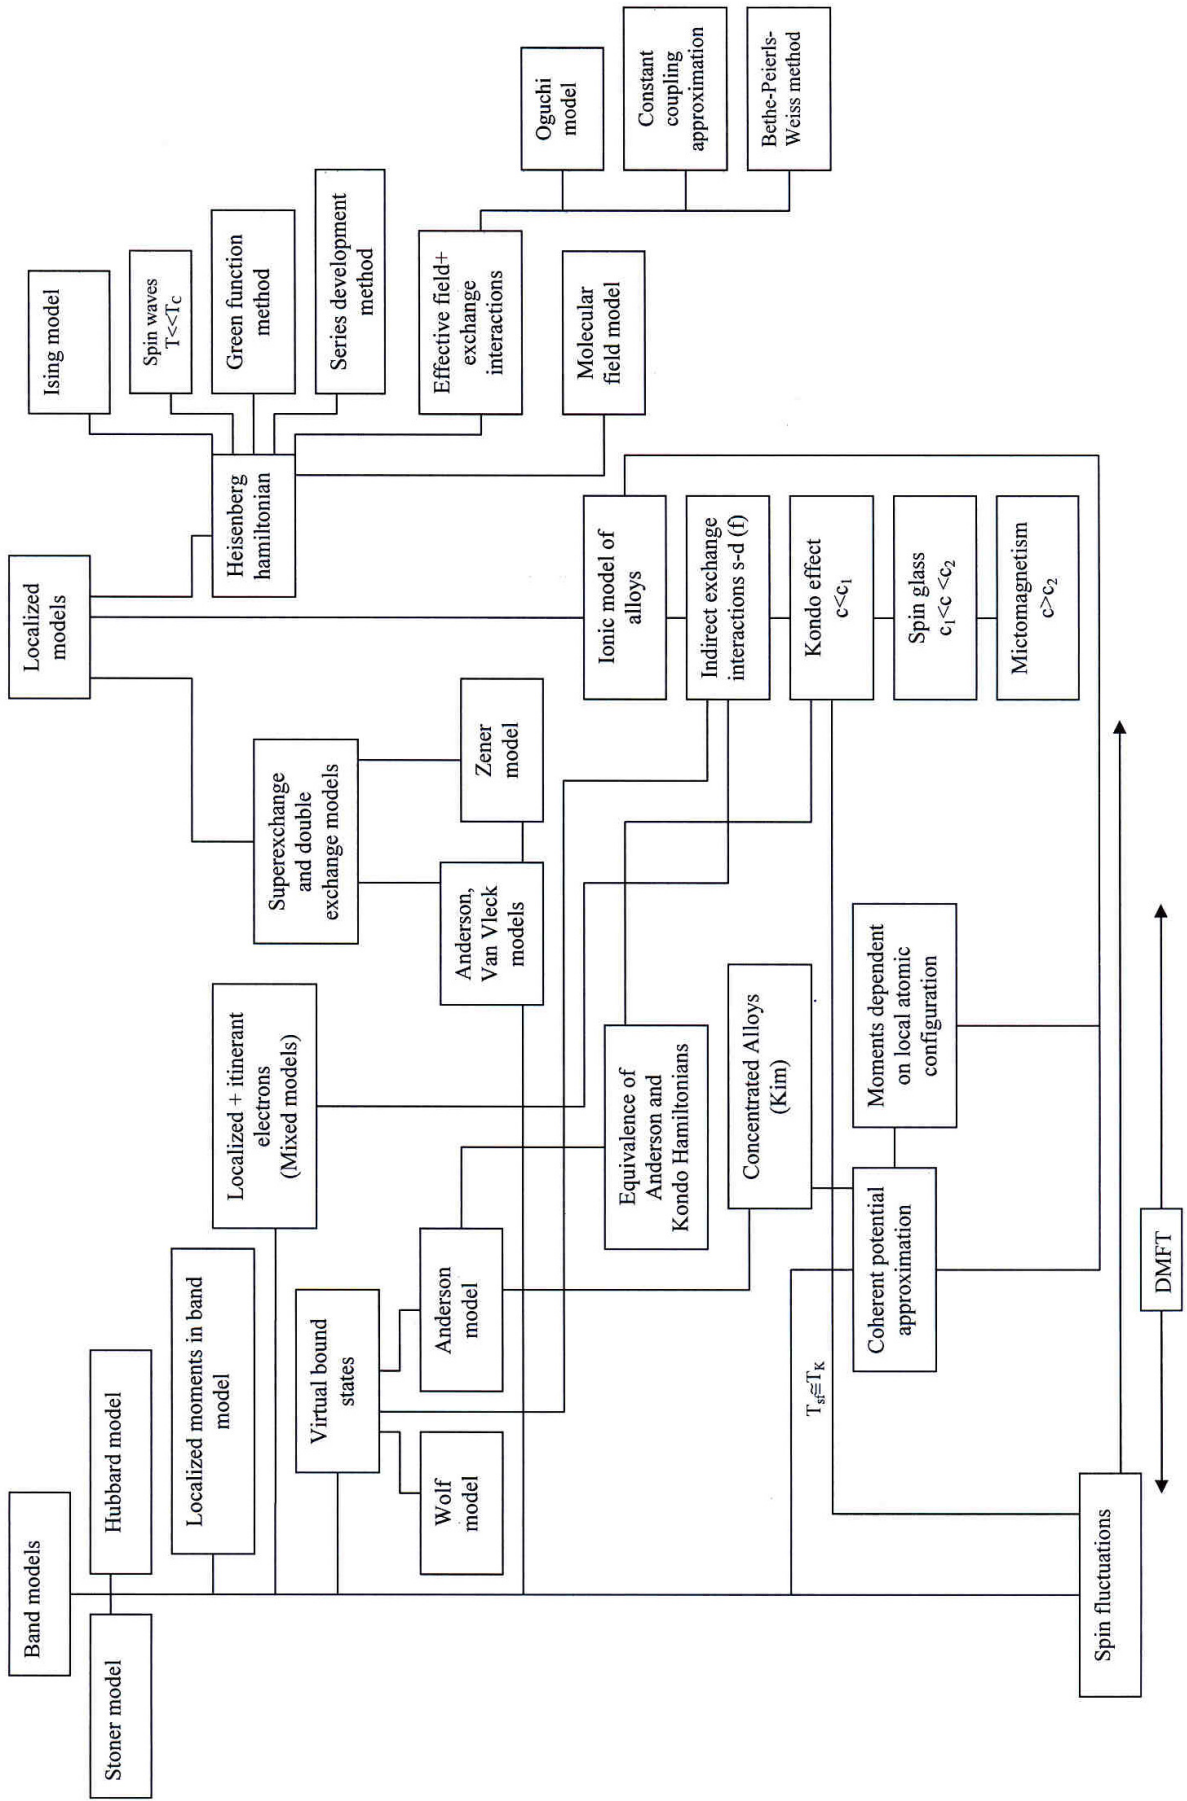 Band models
Stoner model
Hubbard model
Localized moments in band
model
Localized + itinerant
electrons
(Mixed models)
Virtual bound
states
Wolf
model
Anderson
model
Equivalence of
Anderson and
Kondo Hamiltonians
Concentrated Alloys
(Kim)
T_sf≅T_K
Coherent potential
approximation
Moments dependent
on local atomic
configuration
Spin fluctuations
DMFT
Localized
models
Superexchange
and double
exchange models
Anderson,
Van Vleck
models
Zener
model
Heisenberg
hamiltonian
Ising model
Spin waves
T<<T_C
Green function
method
Series development
method
Effective field+
exchange
interactions
Molecular
field model
Oguchi
model
Constant
coupling
approximation
Bethe-Peierls-
Weiss method
Ionic model of
alloys
Indirect exchange
interactions s-d (f)
Kondo effect
c<c₁
Spin glass
c₁<c <c₂
Mictomagnetism
c>c₂